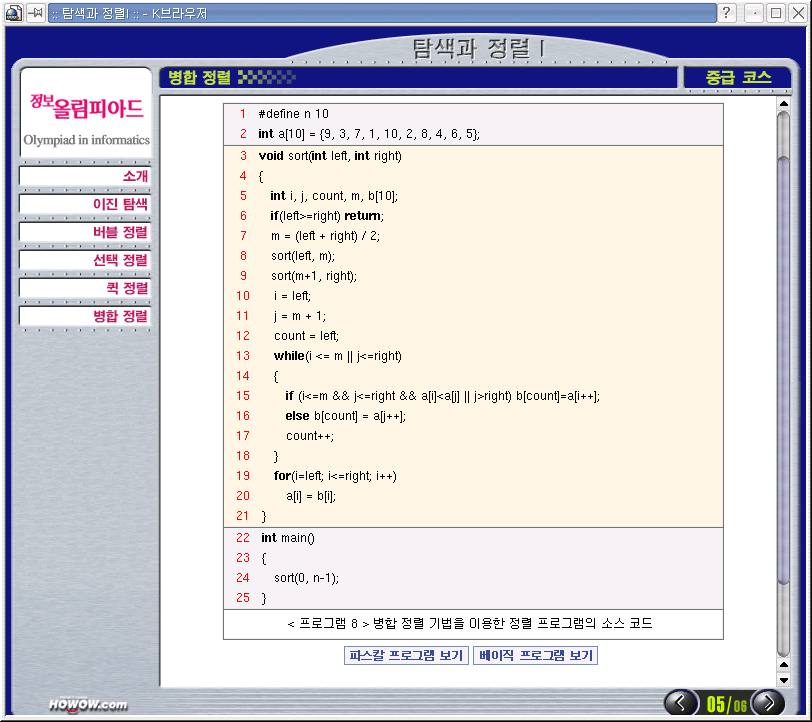 :: 탐색과 정렬I :: - K브라우저
탐색과 정렬 I
정보올림피아드
Olympiad in informatics
병합 정렬
중급 코스
소개
이진 탐색
버블 정렬
선택 정렬
퀵 정렬
병합 정렬
1 #define n 10
2 int a[10] = {9, 3, 7, 1, 10, 2, 8, 4, 6, 5};
3 void sort(int left, int right)
4 {
5 int i, j, count, m, b[10];
6 if(left>=right) return;
7 m = (left + right) / 2;
8 sort(left, m);
9 sort(m+1, right);
10 i = left;
11 j = m + 1;
12 count = left;
13 while(i <= m || j<=right)
14 {
15 if (i<=m && j<=right && a[i]<a[j] || j>right) b[count]=a[i++];
16 else b[count] = a[j++];
17 count++;
18 }
19 for(i=left; i<=right; i++)
20 a[i] = b[i];
21 }
22 int main()
23 {
24 sort(0, n-1);
25 }
< 프로그램 8 > 병합 정렬 기법을 이용한 정렬 프로그램의 소스 코드
파스칼 프로그램 보기 베이직 프로그램 보기
HOWOW.com
05/06